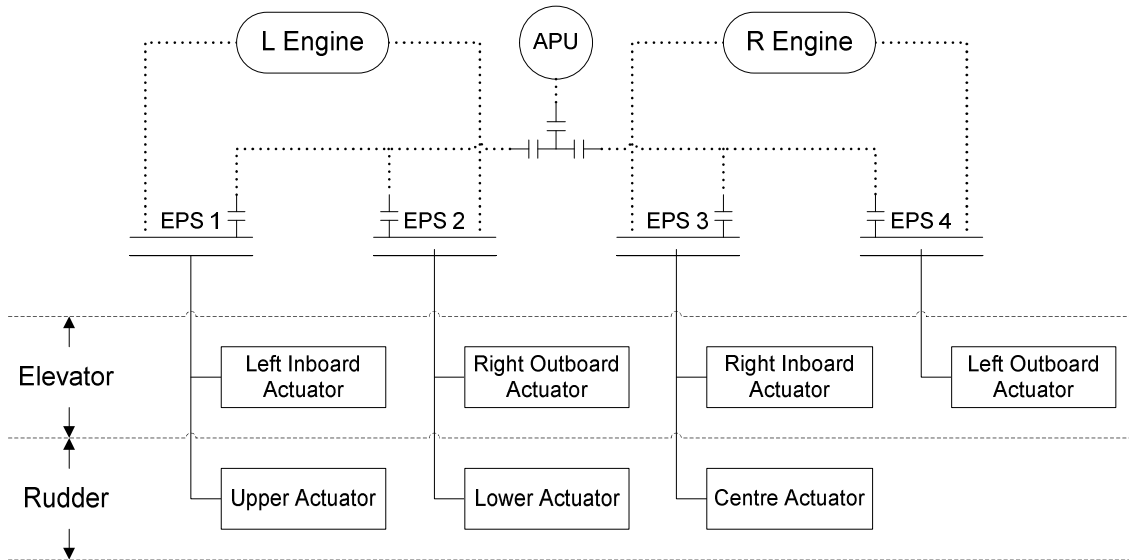 L Engine
APU
R Engine
EPS 1
EPS 2
EPS 3
EPS 4
Elevator
Left Inboard
Actuator
Right Outboard
Actuator
Right Inboard
Actuator
Left Outboard
Actuator
Rudder
Upper Actuator
Lower Actuator
Centre Actuator